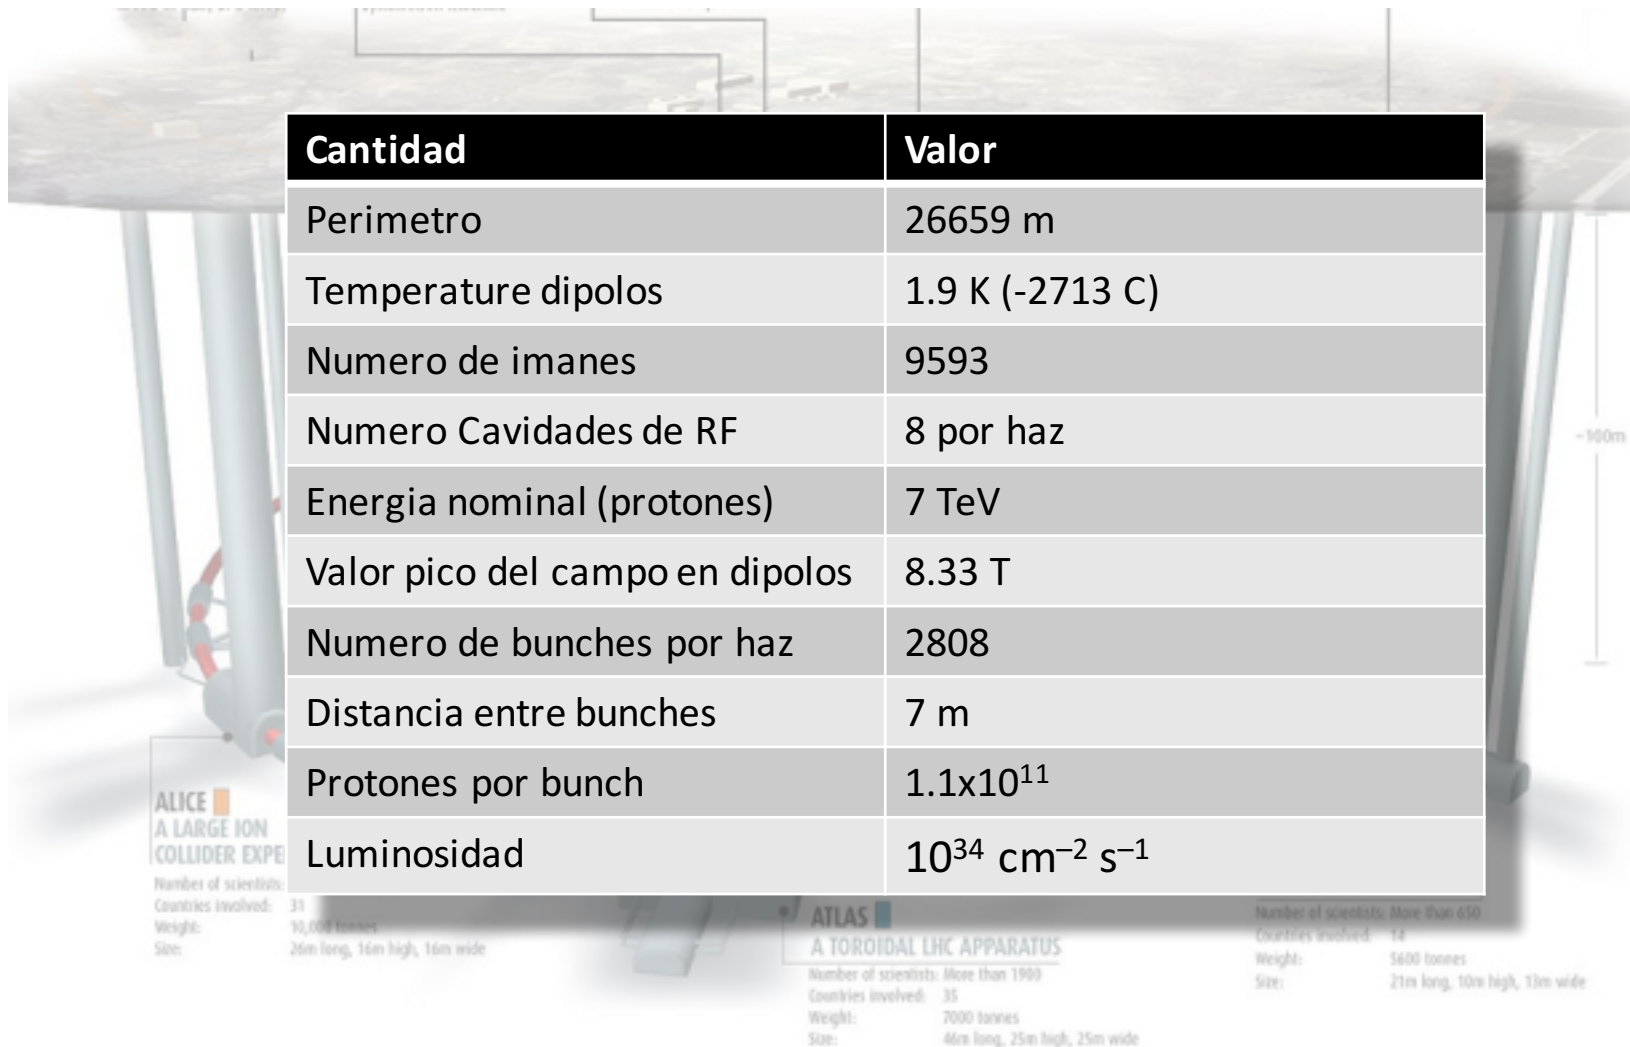 Cantidad Valor
Perimetro 26659 m
Temperature dipolos 1.9 K (-2713 C)
Numero de imanes 9593
Numero Cavidades de RF 8 por haz
Energia nominal (protones) 7 TeV
Valor pico del campo en dipolos 8.33 T
Numero de bunches por haz 2808
Distancia entre bunches 7 m
Protones por bunch 1.1x10¹¹
Luminosidad 10³⁴ cm⁻² s⁻¹
~100m
ALICE
A LARGE ION
COLLIDER EXPE
Number of scientists:
Countries involved: 31
Weight: 10,000 tonnes
Size: 26m long, 16m high, 16m wide
ATLAS
A TOROIDAL LHC APPARATUS
Number of scientists: More than 1900
Countries involved: 35
Weight: 7000 tonnes
Size: 46m long, 25m high, 25m wide
Number of scientists: More than 650
Countries involved: 14
Weight: 5600 tonnes
Size: 21m long, 10m high, 13m wide